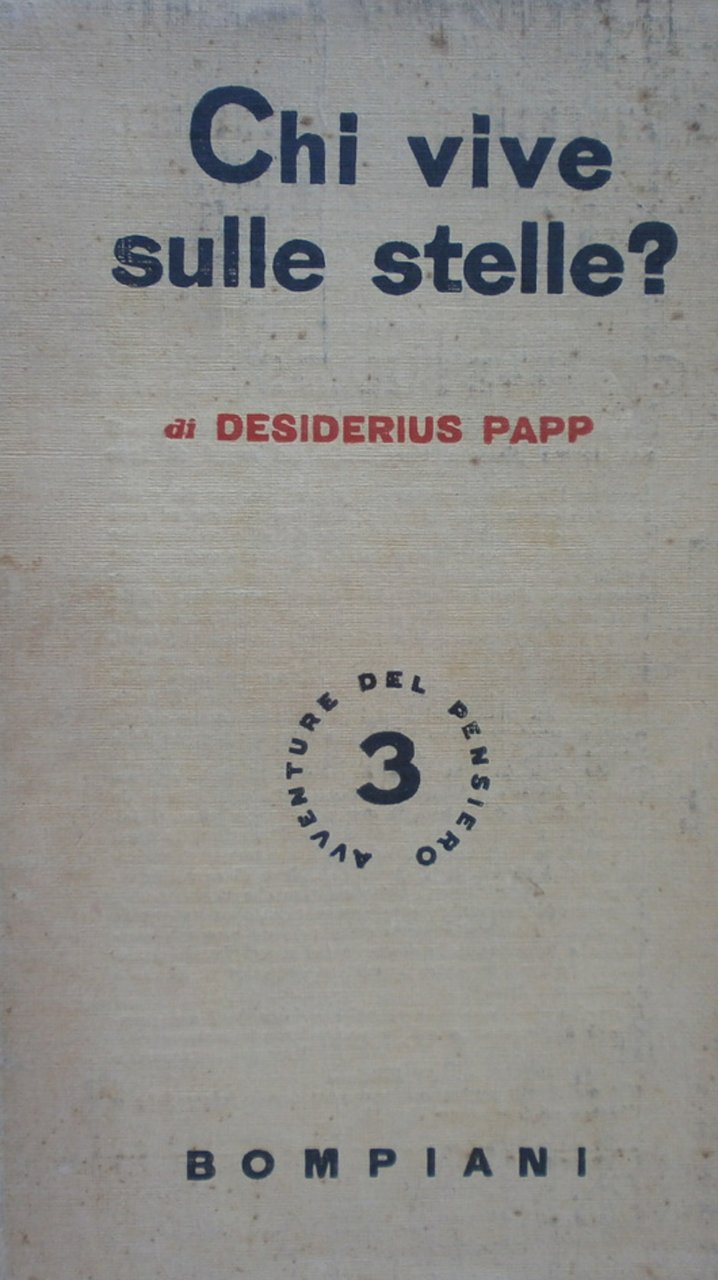 Chi vive
sulle stelle?
di DESIDERIUS PAPP
AVVENTURE DEL PENSIERO
3
BOMPIANI